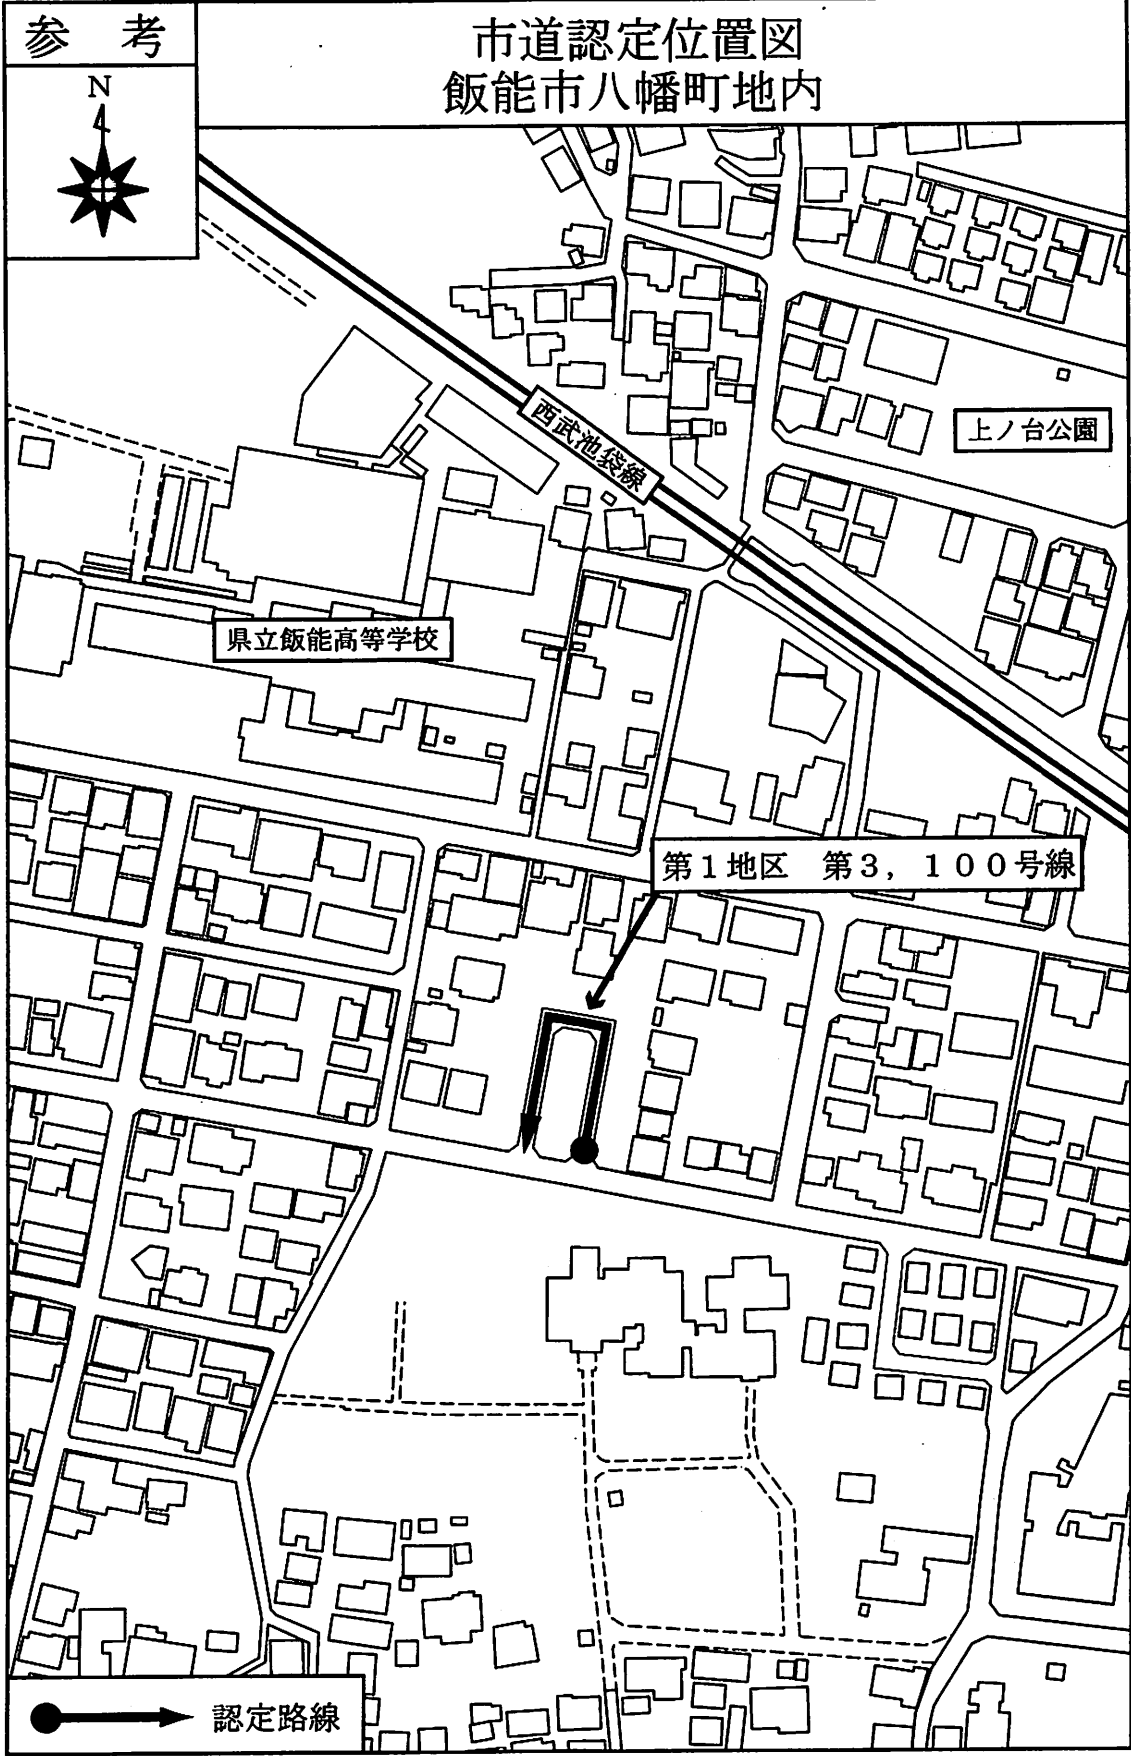 参 考
市道認定位置図
飯能市八幡町地内
N
西武池袋線
上ノ台公園
県立飯能高等学校
第１地区 第３，１００号線
認定路線